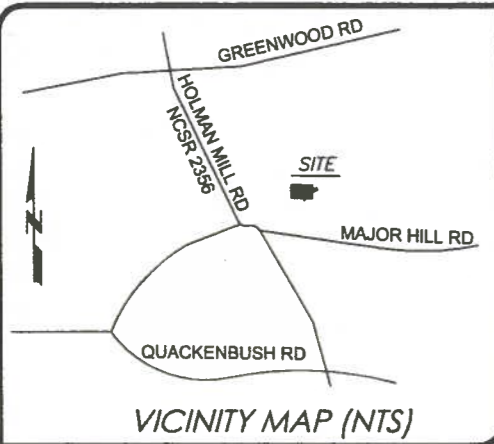 GREENWOOD RD
HOLMAN MILL RD
NCSR 2356
SITE
N
MAJOR HILL RD
QUACKENBUSH RD
VICINITY MAP (NTS)